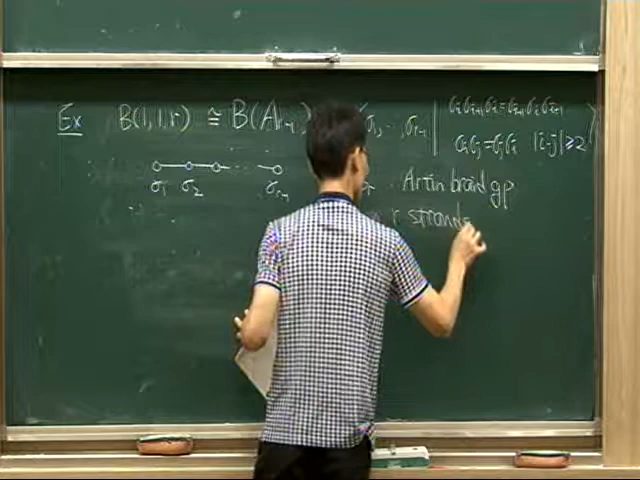 Ex B(1,1,r) ≅ B(A_{r-1}) σ_1, ⋯, σ_{r-1} | σ_iσ_{i+1}σ_i=σ_{i+1}σ_iσ_{i+1}
σ_iσ_j=σ_jσ_i |i-j|≥2
σ_1 σ_2 σ_{r-1}
Artin braid gp
r strands